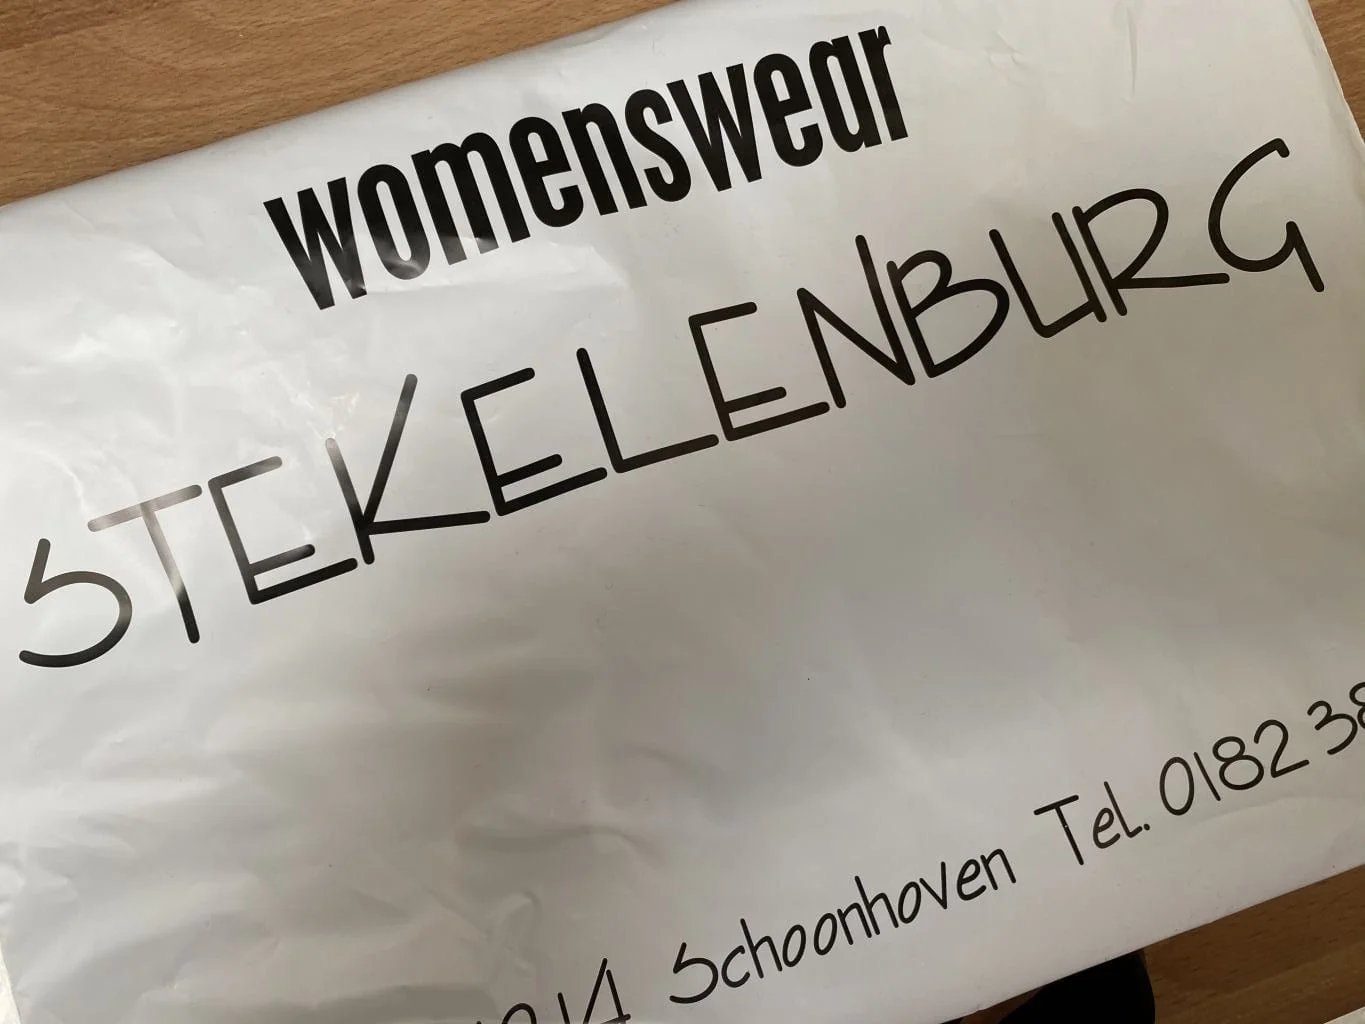 womenswear
STEKELENBURG
Schoonhoven Tel. 0182 38